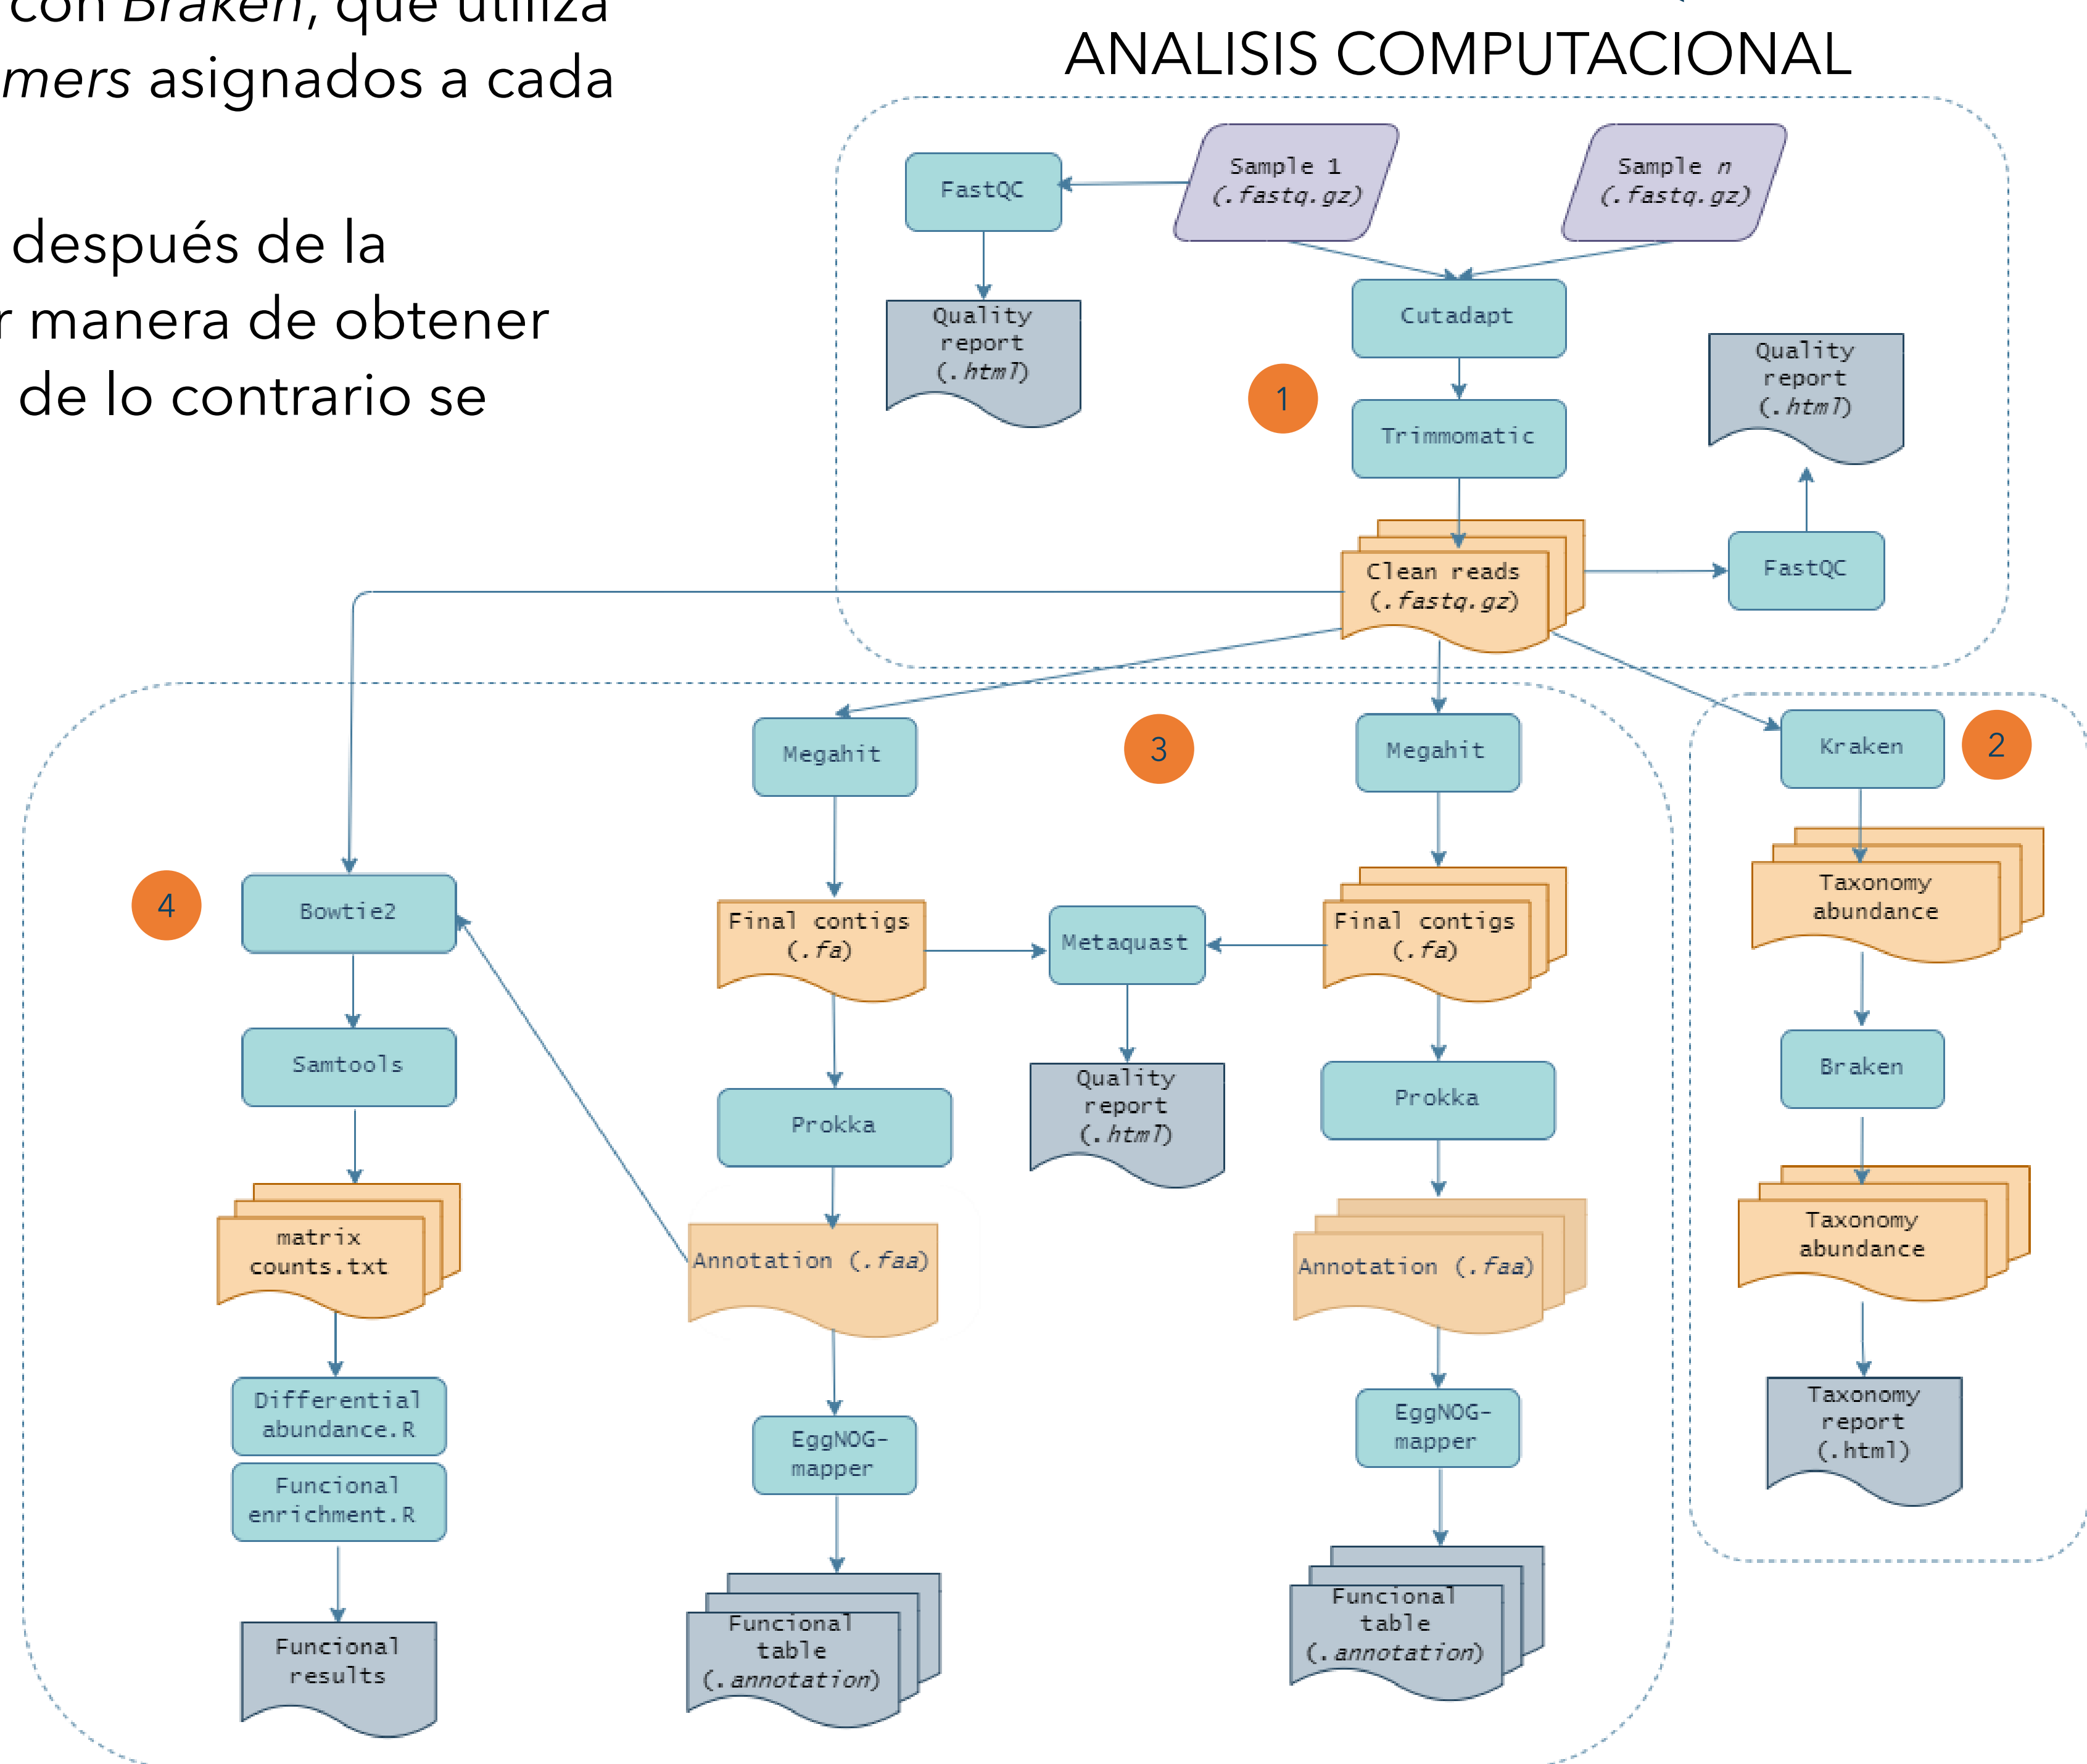 con Braken, que utiliza
mers asignados a cada
después de la
r manera de obtener
de lo contrario se
ANALISIS COMPUTACIONAL
FastQC
Sample 1
(.fastq.gz)
Sample n
(.fastq.gz)
Quality
report
(.html)
Cutadapt
1
Trimmomatic
Quality
report
(.html)
Clean reads
(.fastq.gz)
FastQC
Megahit
3
Megahit
Kraken
2
4
Bowtie2
Final contigs
(.fa)
Metaquast
Final contigs
(.fa)
Taxonomy
abundance
Samtools
Prokka
Quality
report
(.html)
Prokka
Braken
matrix
counts.txt
Annotation (.faa)
Annotation (.faa)
Taxonomy
abundance
Differential
abundance.R
Funcional
enrichment.R
EggNOG-
mapper
EggNOG-
mapper
Taxonomy
report
(.html)
Funcional
results
Funcional
table
(.annotation)
Funcional
table
(.annotation)